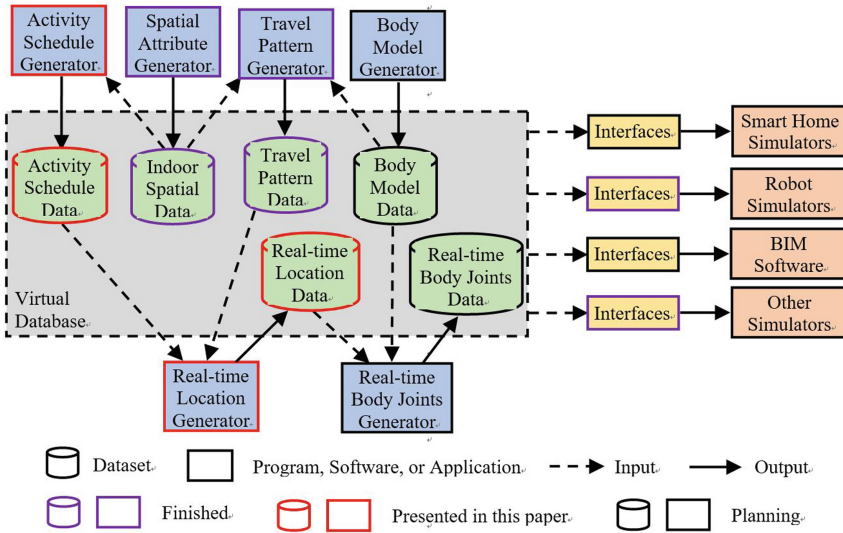 Activity
Schedule
Generator
Spatial
Attribute
Generator
Travel
Pattern
Generator
Body
Model
Generator
Activity
Schedule
Data
Indoor
Spatial
Data
Travel
Pattern
Data
Body
Model
Data
Real-time
Location
Data
Real-time
Body Joints
Data
Virtual
Database
Real-time
Location
Generator
Real-time
Body Joints
Generator
Interfaces
Smart Home
Simulators
Interfaces
Robot
Simulators
Interfaces
BIM
Software
Interfaces
Other
Simulators
Dataset
Program, Software, or Application
Input
Output
Finished
Presented in this paper
Planning